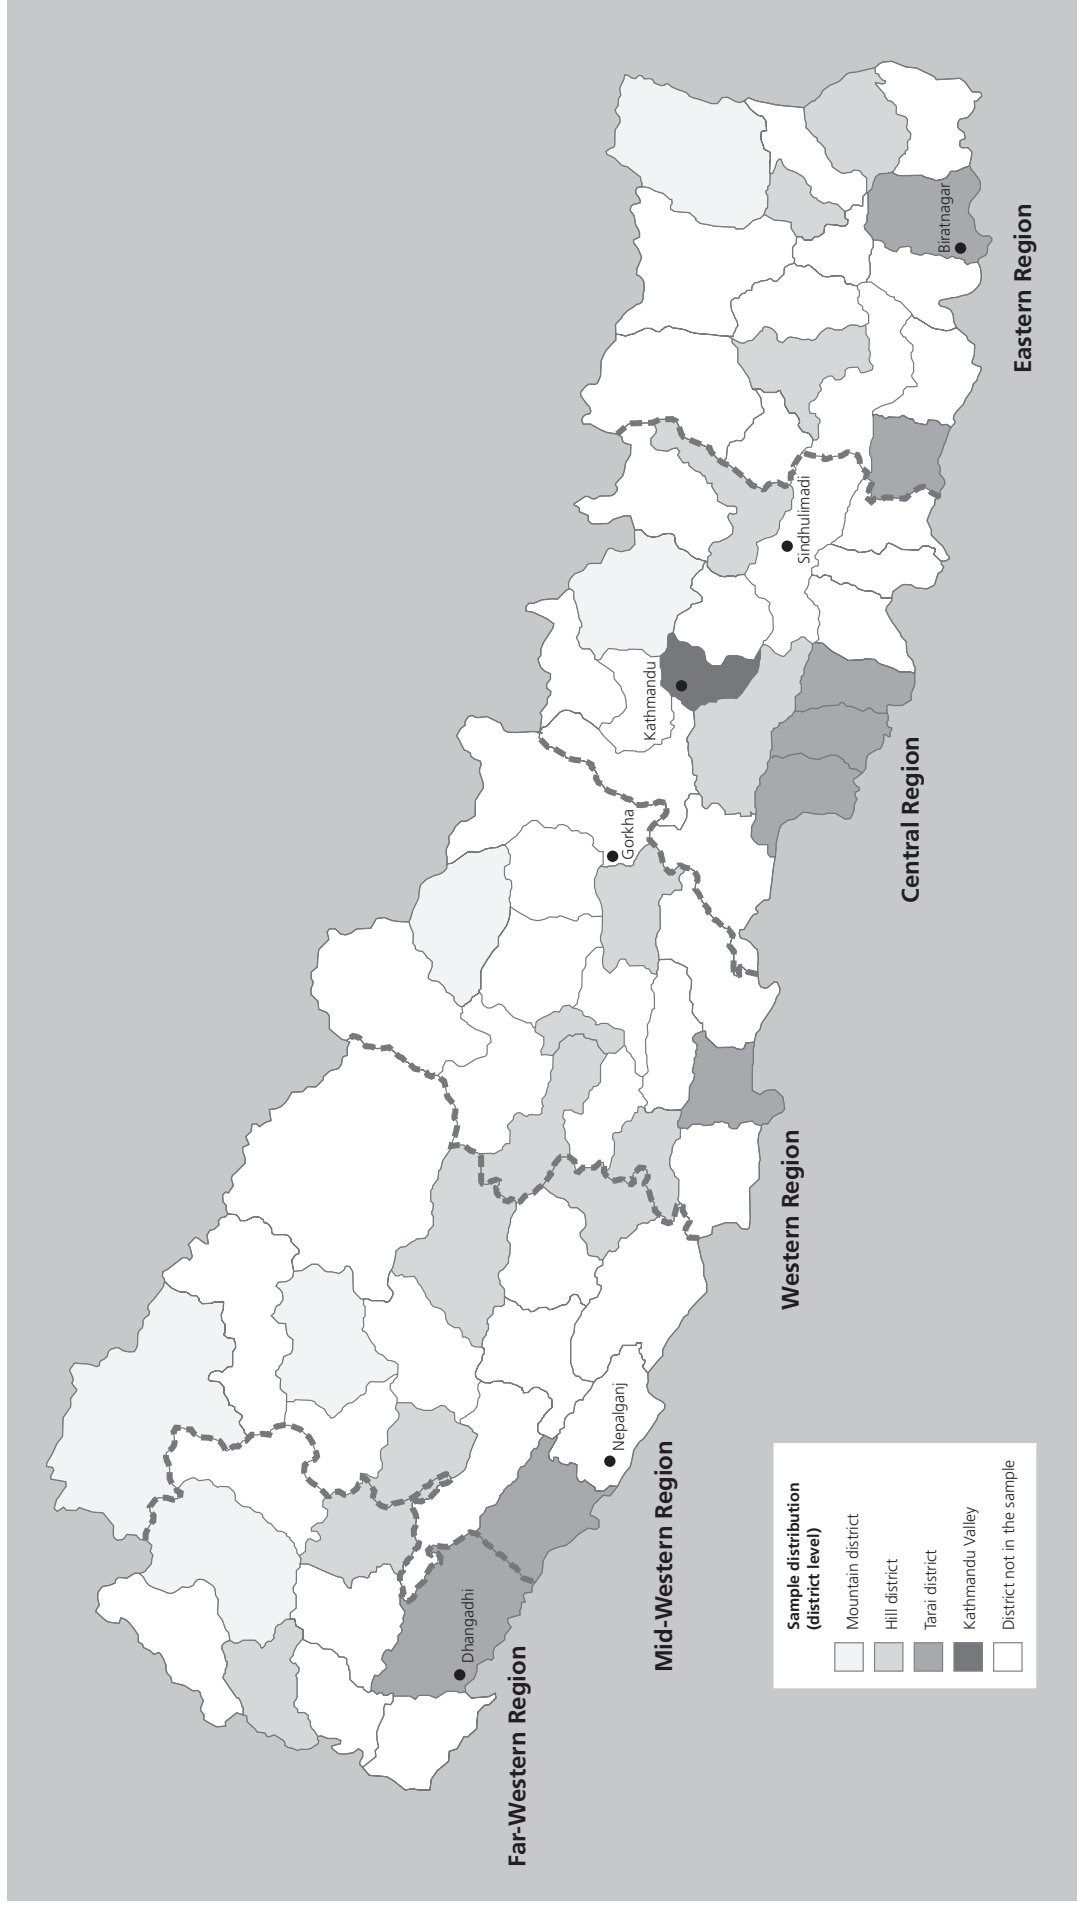 Far-Western Region
Mid-Western Region
Western Region
Central Region
Eastern Region
Dhangadhi
Nepalganj
Gorkha
Kathmandu
Sindhulimadi
Biratnagar
Sample distribution
(district level)
Mountain district
Hill district
Tarai district
Kathmandu Valley
District not in the sample